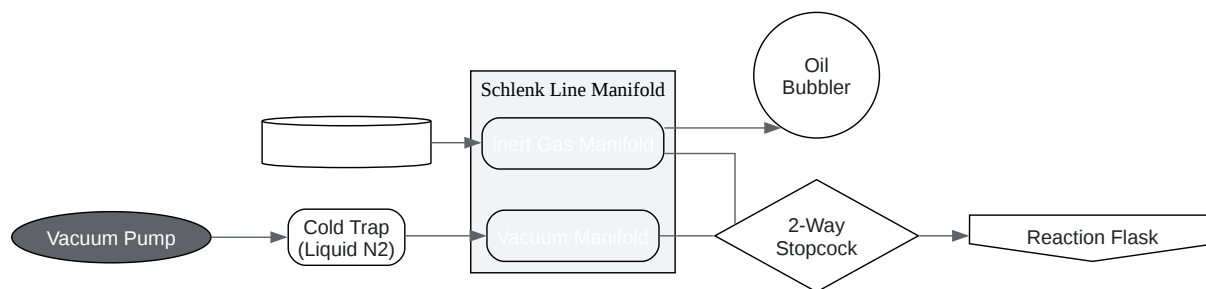 Oil
Bubbler
Schlenk Line Manifold
Inert Gas Manifold
Vacuum Pump
Cold Trap
(Liquid N2)
Vacuum Manifold
2-Way
Stopcock
Reaction Flask